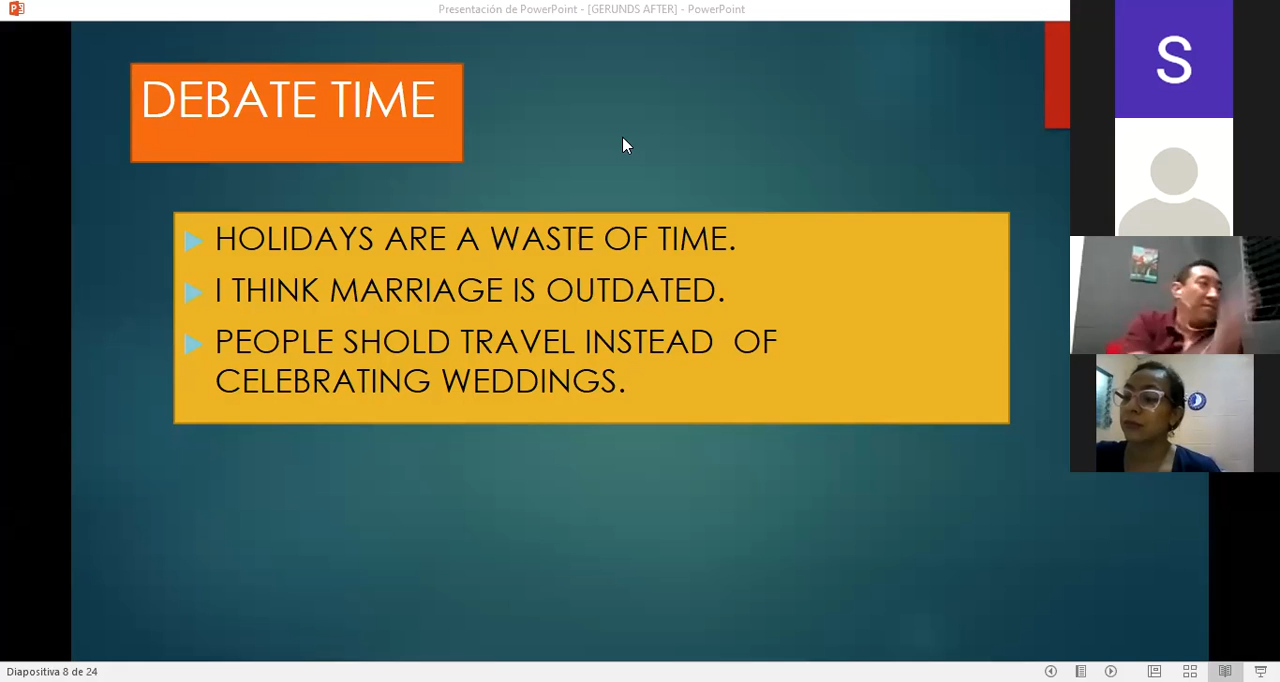 Presentación de PowerPoint - [GERUNDS AFTER] - PowerPoint
S
DEBATE TIME
HOLIDAYS ARE A WASTE OF TIME.
I THINK MARRIAGE IS OUTDATED.
PEOPLE SHOLD TRAVEL INSTEAD OF
CELEBRATING WEDDINGS.
Diapositiva 8 de 24